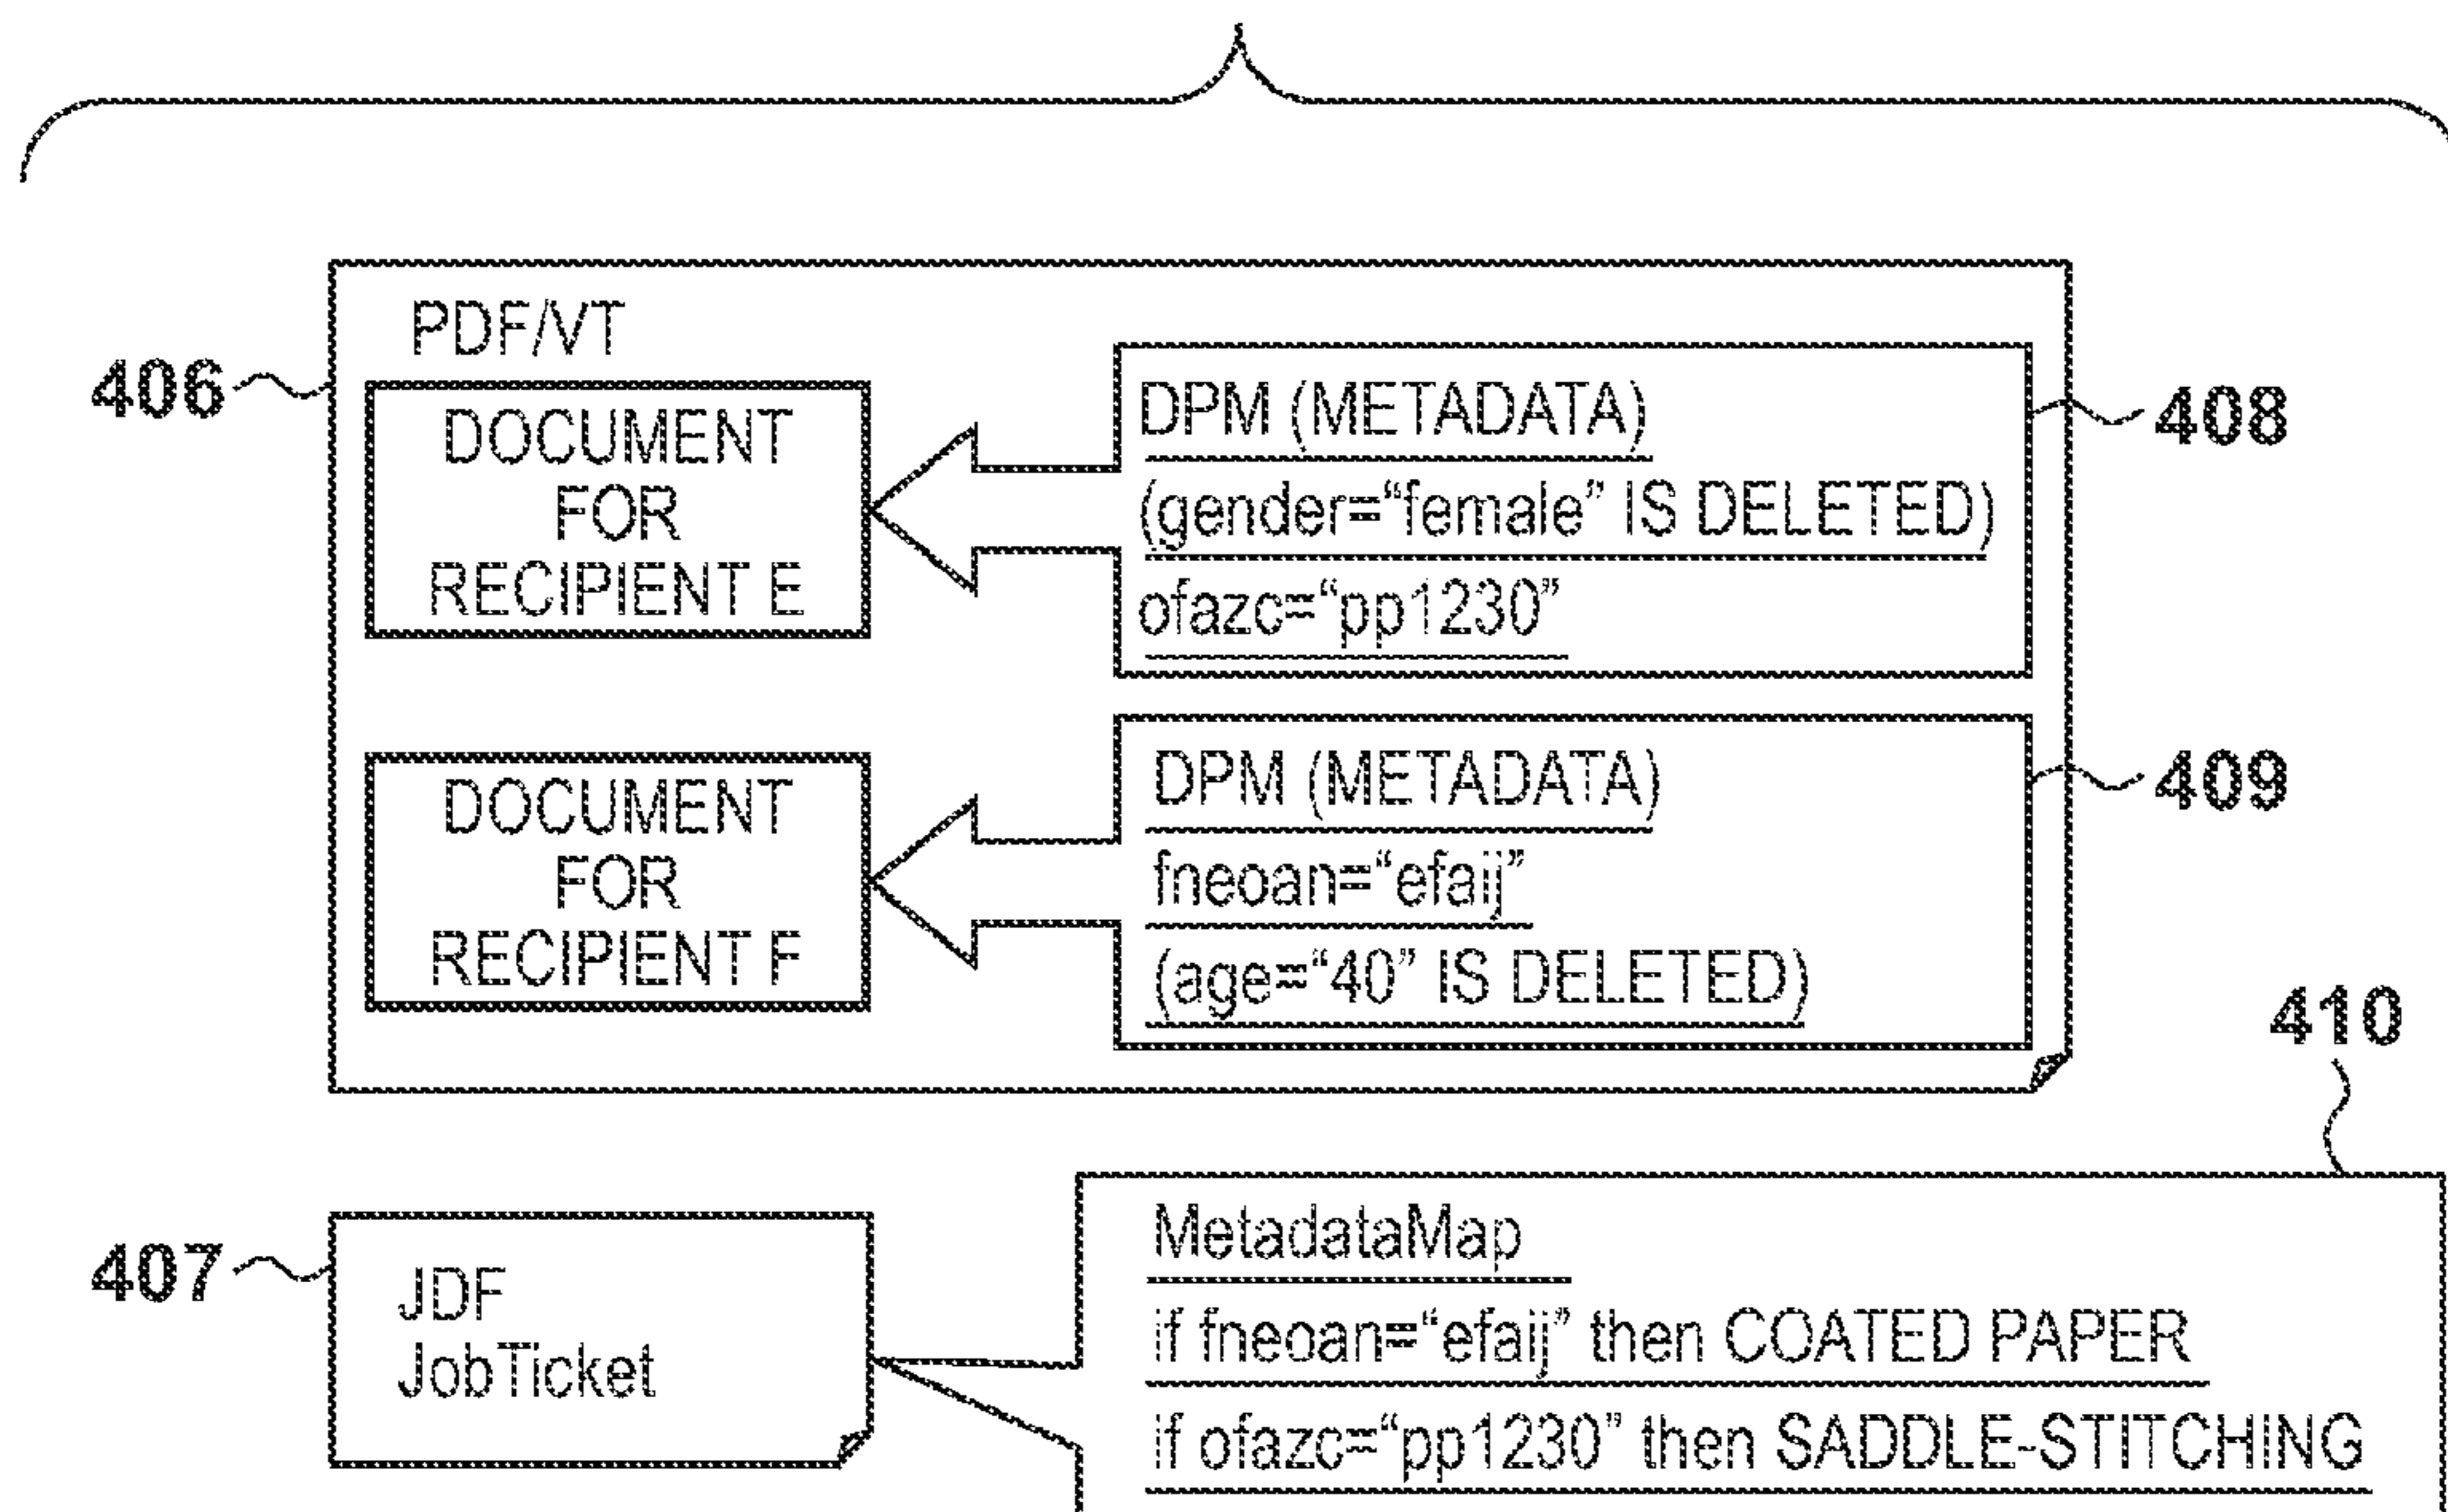 PDF/VT
406
DOCUMENT
FOR
RECIPIENT E
DPM (METADATA)
(gender=“female” IS DELETED)
ofazc=“pp1230”
408
DOCUMENT
FOR
RECIPIENT F
DPM (METADATA)
fneoan=“efaij”
(age=“40” IS DELETED)
409
410
407
JDF
JobTicket
MetadataMap
if fneoan=“efaij” then COATED PAPER
if ofazc=“pp1230” then SADDLE-STITCHING